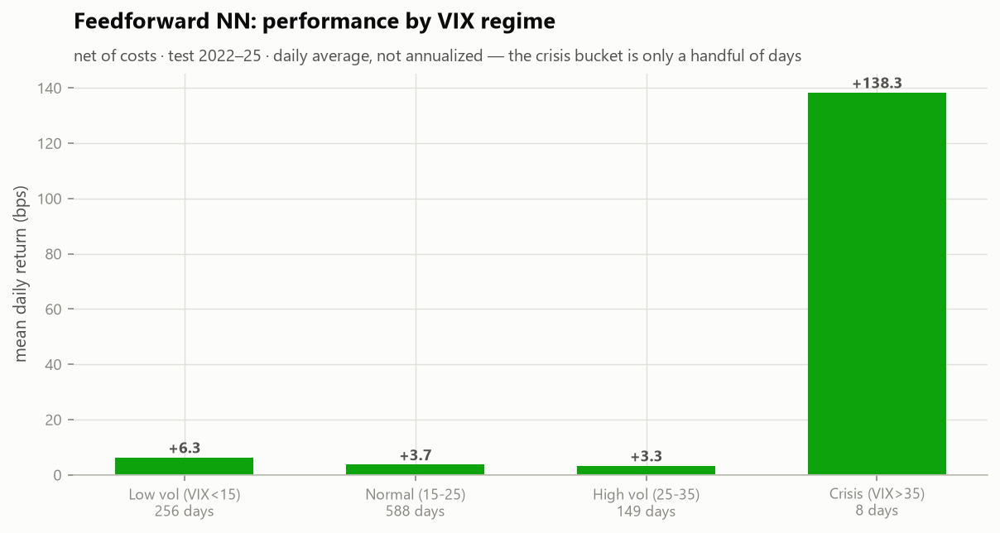 Feedforward NN: performance by VIX regime
net of costs · test 2022–25 · daily average, not annualized — the crisis bucket is only a handful of days
mean daily return (bps)
140
120
100
80
60
40
20
0
+6.3
+3.7
+3.3
+138.3
Low vol (VIX<15)
256 days
Normal (15-25)
588 days
High vol (25-35)
149 days
Crisis (VIX>35)
8 days